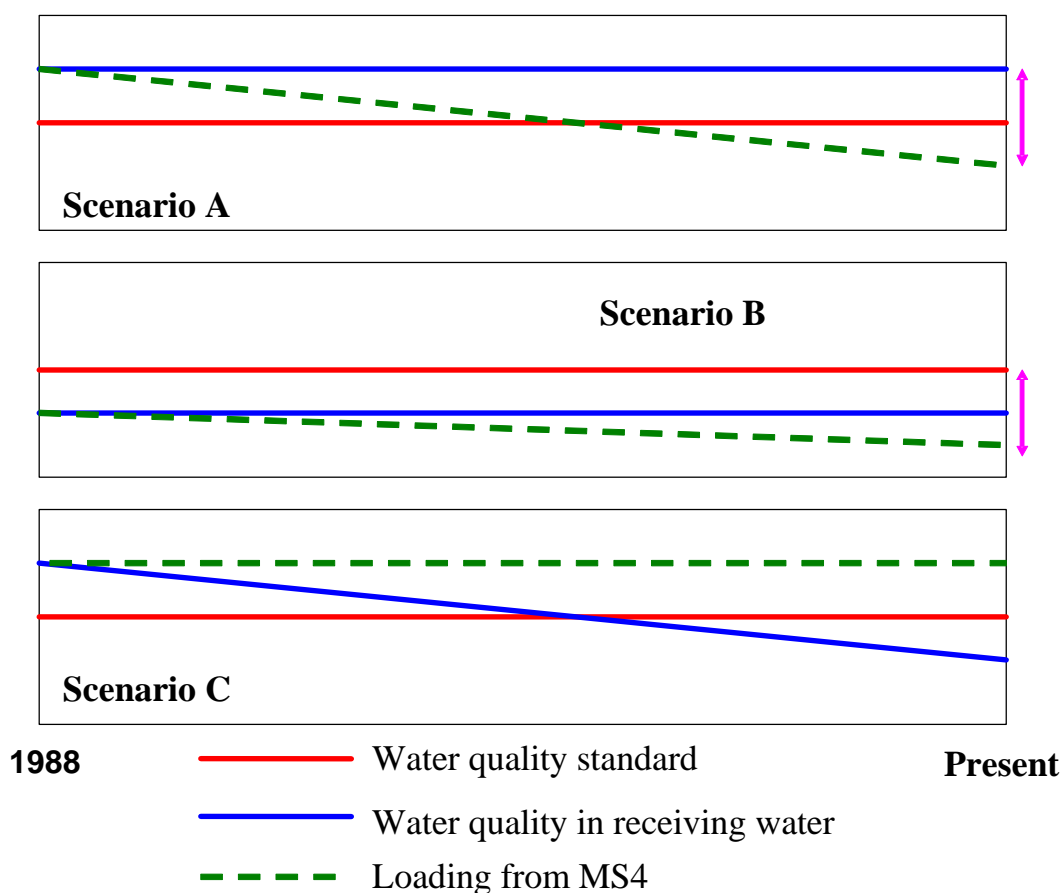 Scenario A
Scenario B
Scenario C
1988
Water quality standard
Present
Water quality in receiving water
Loading from MS4